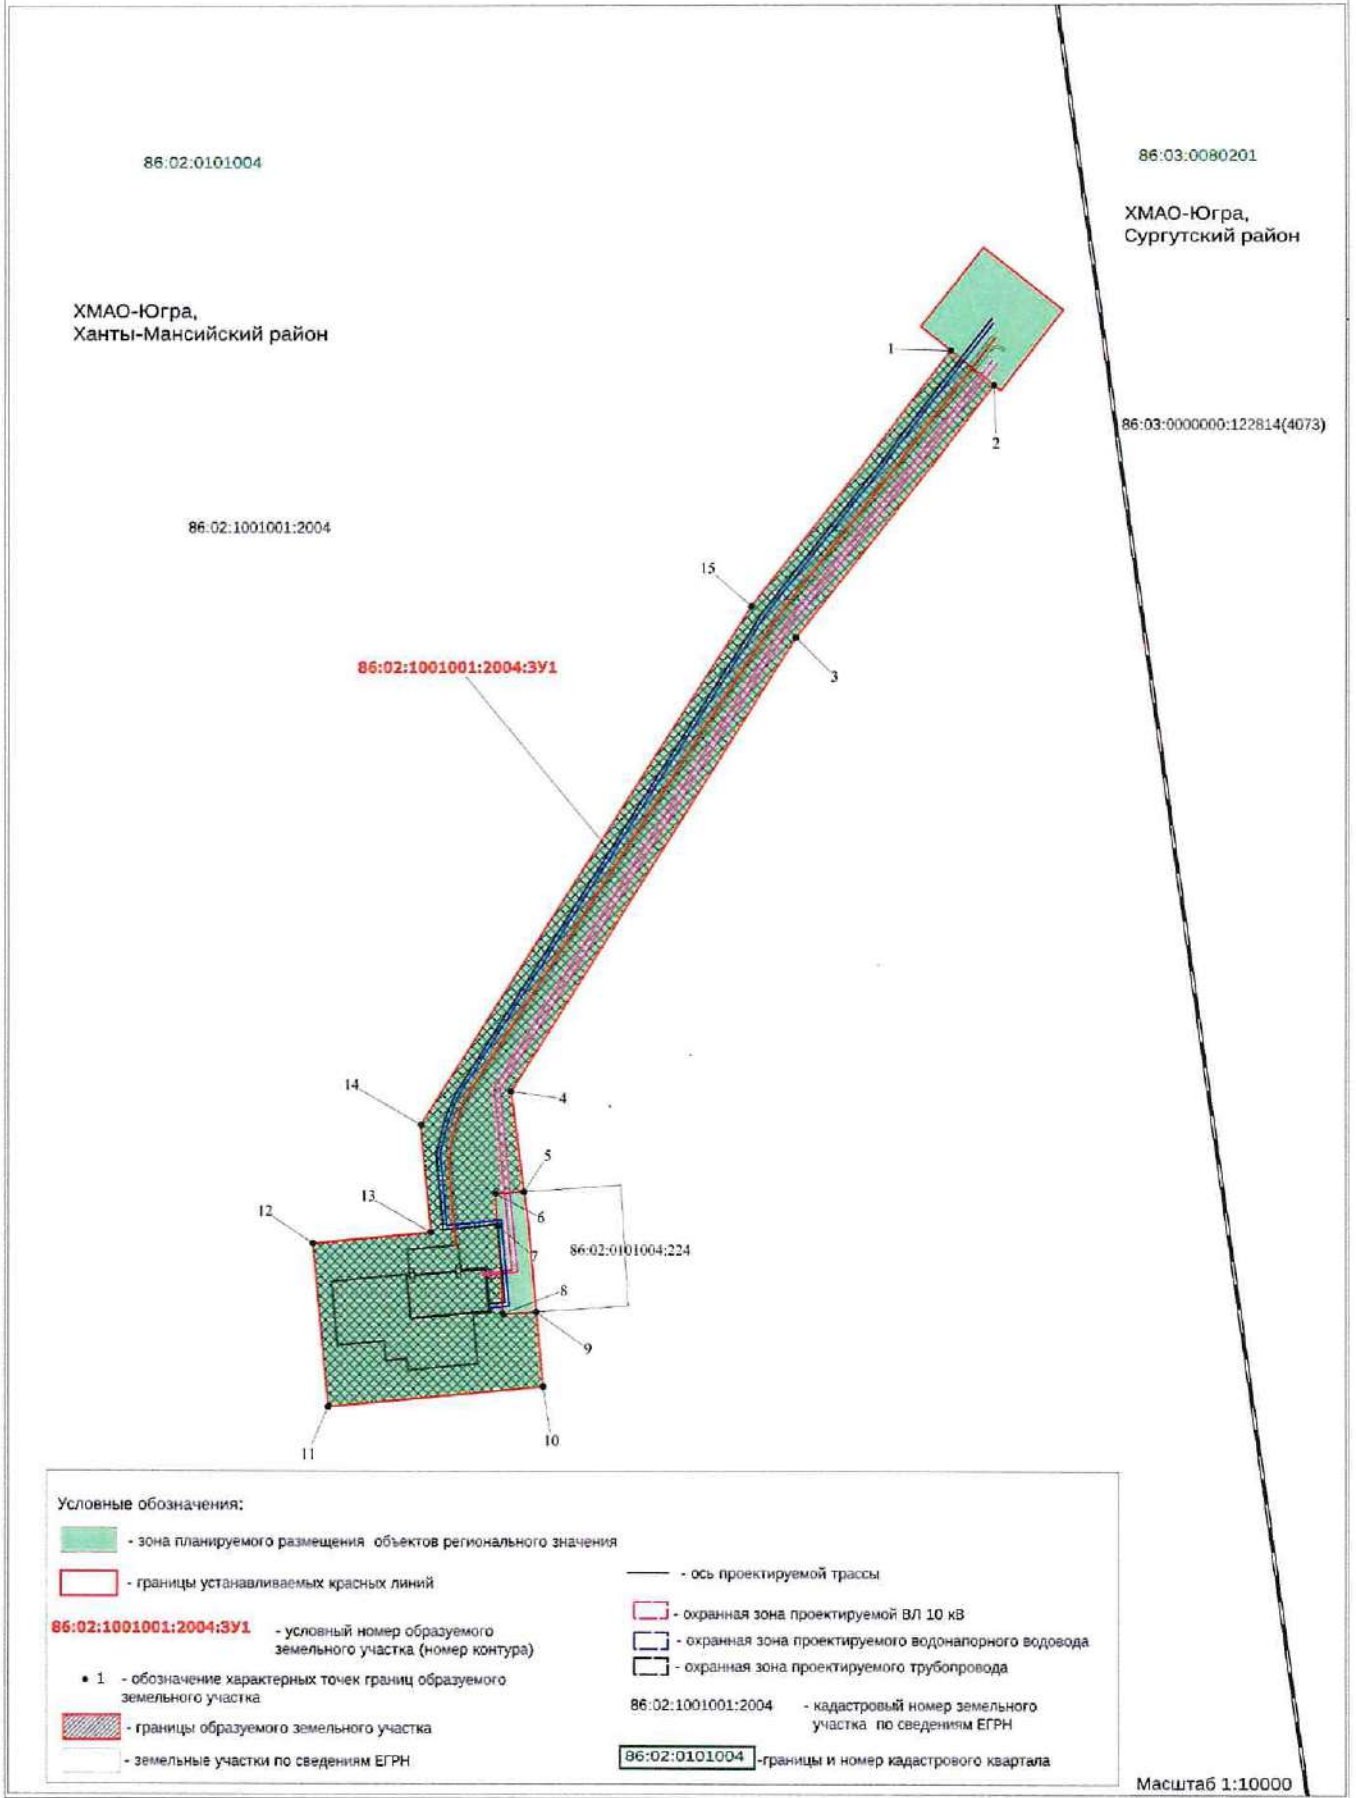 86:02:0101004
86:03:0080201
ХМАО-Югра,
Сургутский район
ХМАО-Югра,
Ханты-Мансийский район
1
2
86:03:0000000:122814(4073)
86:02:1001001:2004
15
86:02:1001001:2004:ЗУ1
3
14
4
5
13
12
6
7
86:02:0101004:224
8
9
10
11
Условные обозначения:
- зона планируемого размещения объектов регионального значения
- границы устанавливаемых красных линий
86:02:1001001:2004:ЗУ1 - условный номер образуемого
земельного участка (номер контура)
• 1 - обозначение характерных точек границ образуемого
земельного участка
- границы образуемого земельного участка
- земельные участки по сведениям ЕГРН
- ось проектируемой трассы
- охранная зона проектируемой ВЛ 10 кВ
- охранная зона проектируемого водонапорного водовода
- охранная зона проектируемого трубопровода
86:02:1001001:2004 - кадастровый номер земельного
участка по сведениям ЕГРН
86:02:0101004 -границы и номер кадастрового квартала
Масштаб 1:10000